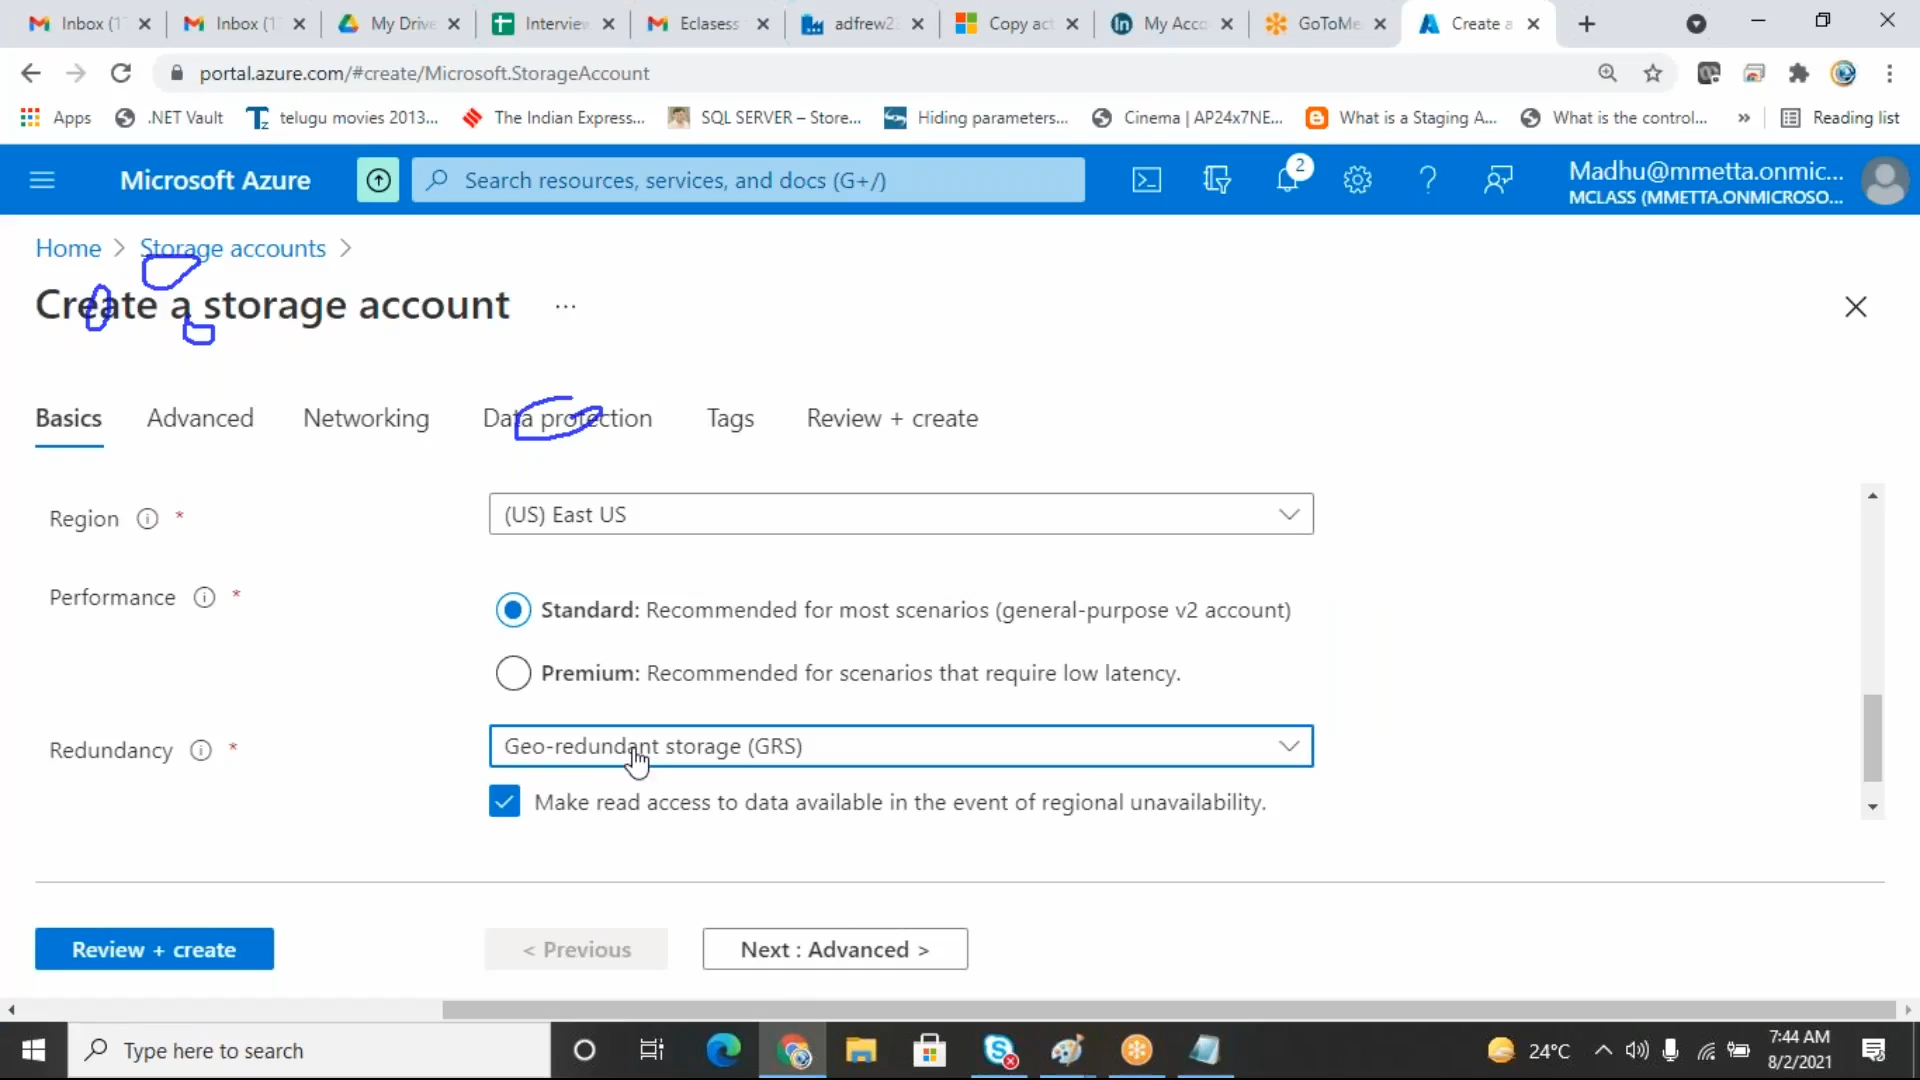 Inbox (1
Inbox (1
My Drive
Interview
Eclasess
adfrew2
Copy act
My Acco
GoToMe
Create a
portal.azure.com/#create/Microsoft.StorageAccount
Apps
.NET Vault
telugu movies 2013...
The Indian Express...
SQL SERVER – Store...
Hiding parameters...
Cinema | AP24x7NE...
What is a Staging A...
What is the control...
»
Reading list
Microsoft Azure
Search resources, services, and docs (G+/)
2
Madhu@mmetta.onmic...
MCLASS (MMETTA.ONMICROSO...
Home > Storage accounts >
Create a storage account ...
Basics
Advanced
Networking
Data protection
Tags
Review + create
Region *
(US) East US
Performance *
Standard: Recommended for most scenarios (general-purpose v2 account)
Premium: Recommended for scenarios that require low latency.
Redundancy *
Geo-redundant storage (GRS)
Make read access to data available in the event of regional unavailability.
Review + create
< Previous
Next : Advanced >
Type here to search
24°C
7:44 AM
8/2/2021